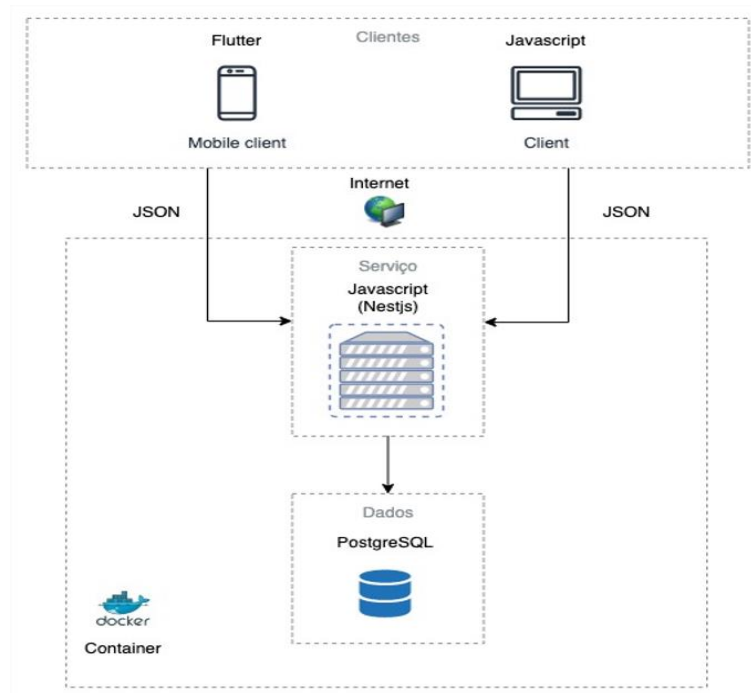 Clientes
Flutter
Javascript
Mobile client
Client
Internet
JSON
JSON
Serviço
Javascript
(Nestjs)
Dados
PostgreSQL
docker
Container